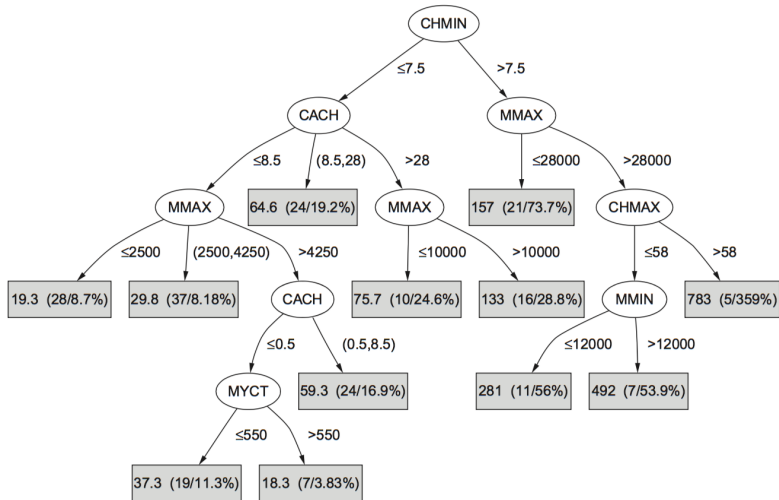 CHMIN
≤7.5 >7.5
CACH MMAX
≤8.5 (8.5,28) >28 ≤28000 >28000
MMAX 64.6 (24/19.2%) MMAX 157 (21/73.7%) CHMAX
≤2500 (2500,4250) >4250 ≤10000 >10000 ≤58 >58
19.3 (28/8.7%) 29.8 (37/8.18%) CACH 75.7 (10/24.6%) 133 (16/28.8%) MMIN 783 (5/359%)
≤0.5 (0.5,8.5) ≤12000 >12000
MYCT 59.3 (24/16.9%) 281 (11/56%) 492 (7/53.9%)
≤550 >550
37.3 (19/11.3%) 18.3 (7/3.83%)